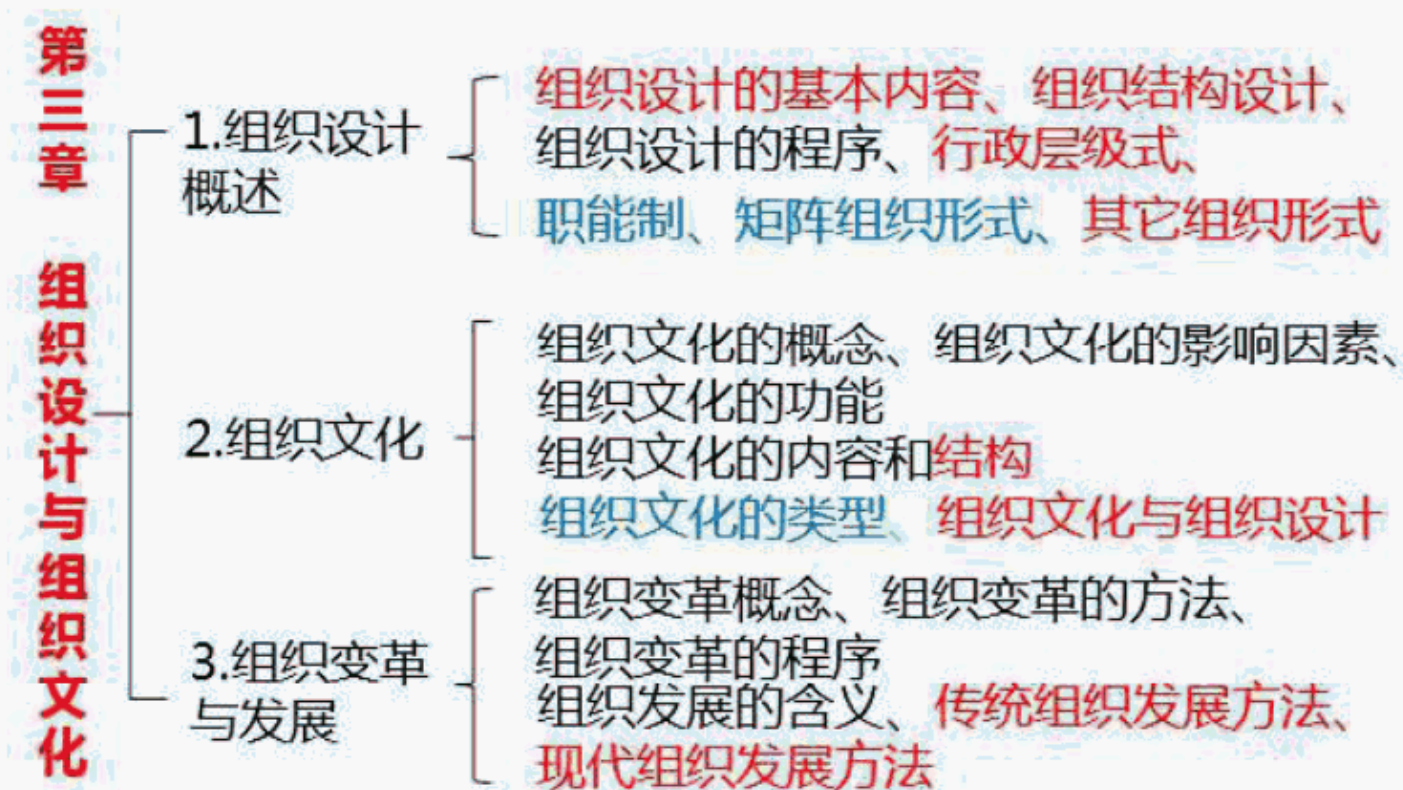 第三章 组织设计与组织文化
1.组织设计
概述
组织设计的基本内容、组织结构设计、
组织设计的程序、行政层级式、
职能制、矩阵组织形式、其它组织形式
2.组织文化
组织文化的概念、组织文化的影响因素、
组织文化的功能
组织文化的内容和结构
组织文化的类型、组织文化与组织设计
3.组织变革
与发展
组织变革概念、组织变革的方法、
组织变革的程序
组织发展的含义、传统组织发展方法、
现代组织发展方法